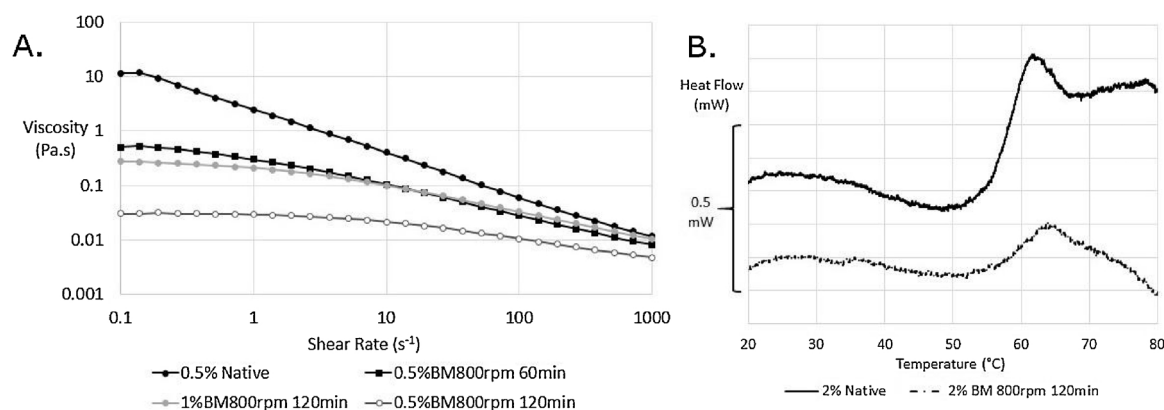 A.
100
10
1
0.1
0.01
0.001
Viscosity
(Pa.s)
0.1 1 10 100 1000
Shear Rate (s⁻¹)
0.5% Native 0.5%BM800rpm 60min
1%BM800rpm 120min 0.5%BM800rpm 120min
B.
Heat Flow
(mW)
0.5
mW
20 30 40 50 60 70 80
Temperature (°C)
2% Native 2% BM 800rpm 120min